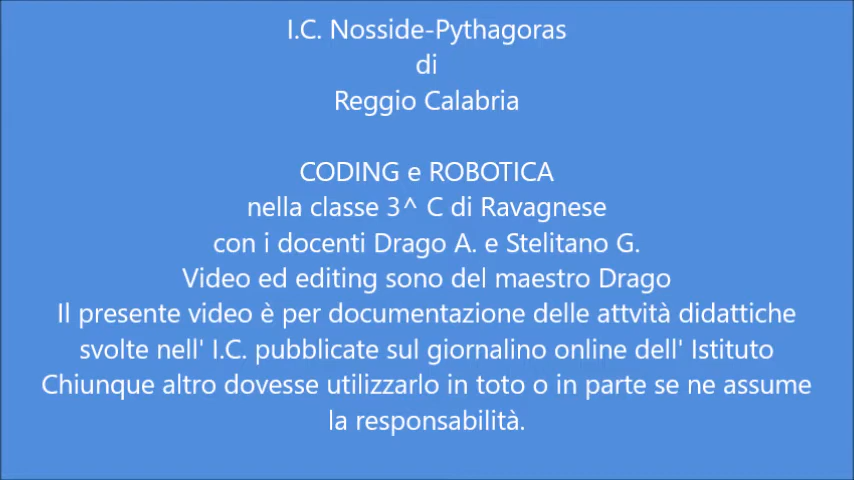 I.C. Nosside-Pythagoras
di
Reggio Calabria
CODING e ROBOTICA
nella classe 3^ C di Ravagnese
con i docenti Drago A. e Stelitano G.
Video ed editing sono del maestro Drago
Il presente video è per documentazione delle attvità didattiche
svolte nell' I.C. pubblicate sul giornalino online dell' Istituto
Chiunque altro dovesse utilizzarlo in toto o in parte se ne assume
la responsabilità.